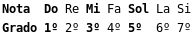 Nota Do Re Mi Fa Sol La Si
Grado 1º 2º 3º 4º 5º 6º 7º